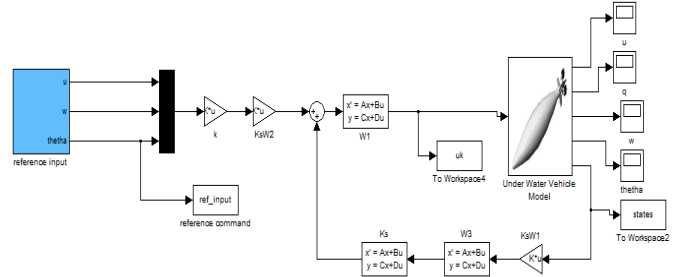 u
w
thetha
reference input
K*u
k
K*u
KsW2
+
+
x' = Ax+Bu
y = Cx+Du
W1
uk
To Workspace4
ref_input
reference command
Under Water Vehicle
Model
u
q
w
thetha
states
To Workspace2
Ks
x' = Ax+Bu
y = Cx+Du
W3
x' = Ax+Bu
y = Cx+Du
KsW1
K*u